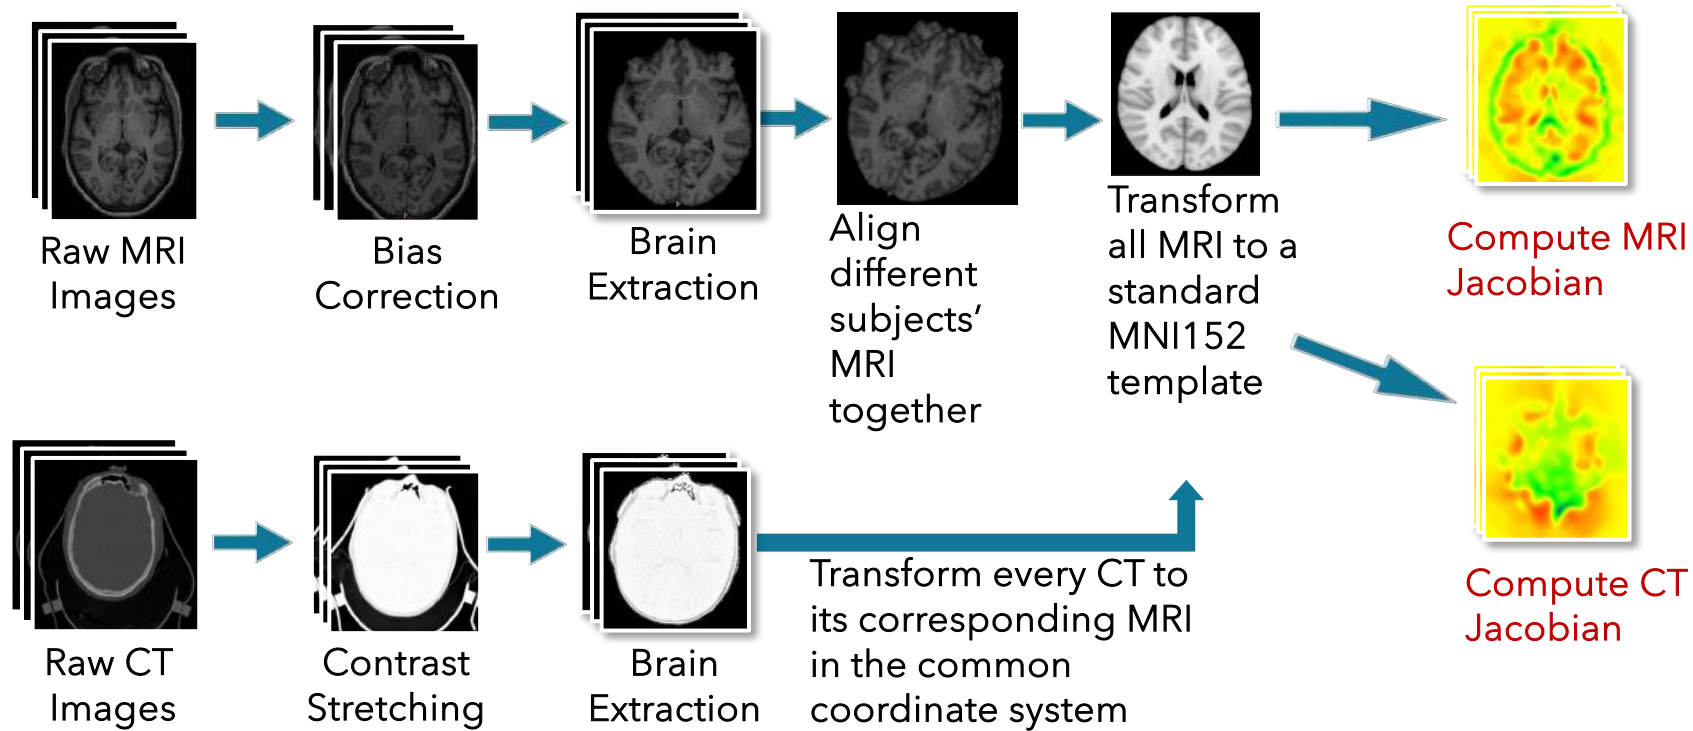 Raw MRI
Images
Bias
Correction
Brain
Extraction
Align
different
subjects’
MRI
together
Transform
all MRI to a
standard
MNI152
template
Compute MRI
Jacobian
Raw CT
Images
Contrast
Stretching
Brain
Extraction
Transform every CT to
its corresponding MRI
in the common
coordinate system
Compute CT
Jacobian